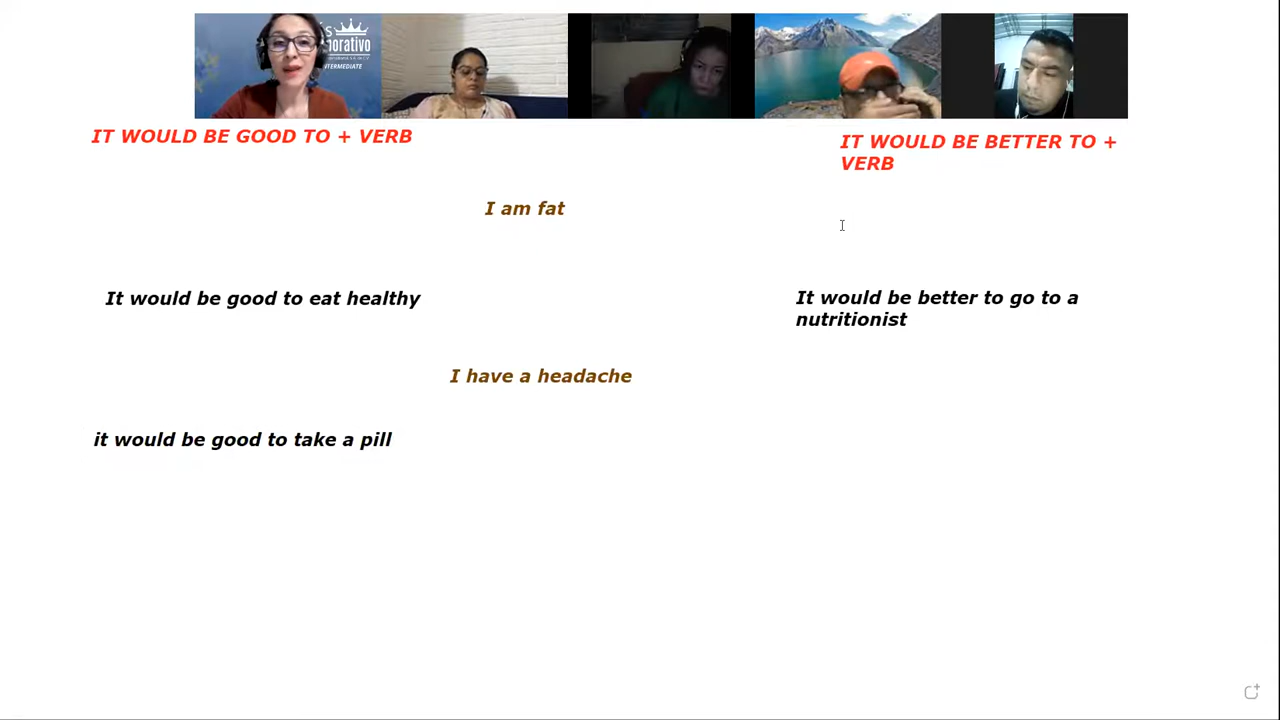 INTERMEDIATE
IT WOULD BE GOOD TO + VERB
IT WOULD BE BETTER TO +
VERB
I am fat
It would be good to eat healthy
It would be better to go to a
nutritionist
I have a headache
it would be good to take a pill